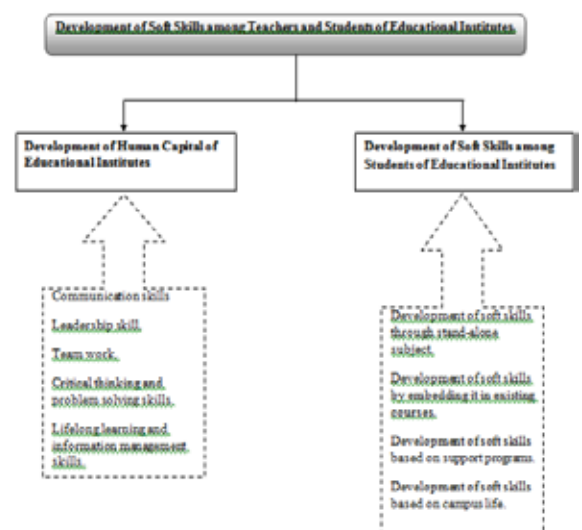 Development of Soft Skills among Teachers and Students of Educational Institutes.
Development of Human Capital of
Educational Institutes
Development of Soft Skills among
Students of Educational Institutes
Communication skills
Leadership skill.
Team work.
Critical thinking and
problem solving skills.
Lifelong learning and
information management
skills.
Development of soft skills
through stand-alone
subject.
Development of soft skills
by embedding it in existing
courses.
Development of soft skills
based on support programs.
Development of soft skills
based on campus life.